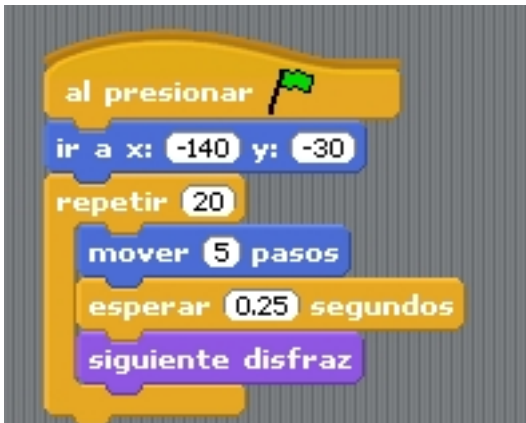 al presionar
ir a x: -140 y: -30
repetir 20
mover 5 pasos
esperar 0.25 segundos
siguiente disfraz